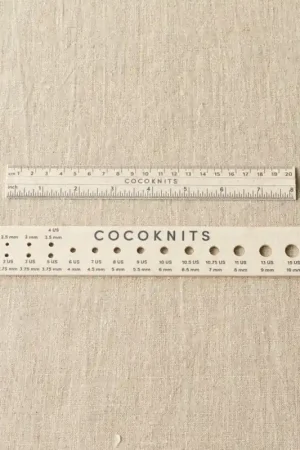 cm 1 2 3 4 5 6 7 8 9 10 11 12 13 14 15 16 17 18 19 20
COCOKNITS
inch 1 2 3 4 5 6 7 8
COCOKNITS
4 US
2.5 mm 3 mm 3.5 mm
2 US 3 US 5 US 6 US 7 US 8 US 9 US 10 US 10.5 US 10.75 US 11 US 13 US 15 US
2.75 mm 3.25 mm 3.75 mm 4 mm 4.5 mm 5 mm 5.5 mm 6 mm 6.5 mm 7 mm 8 mm 9 mm 10 mm